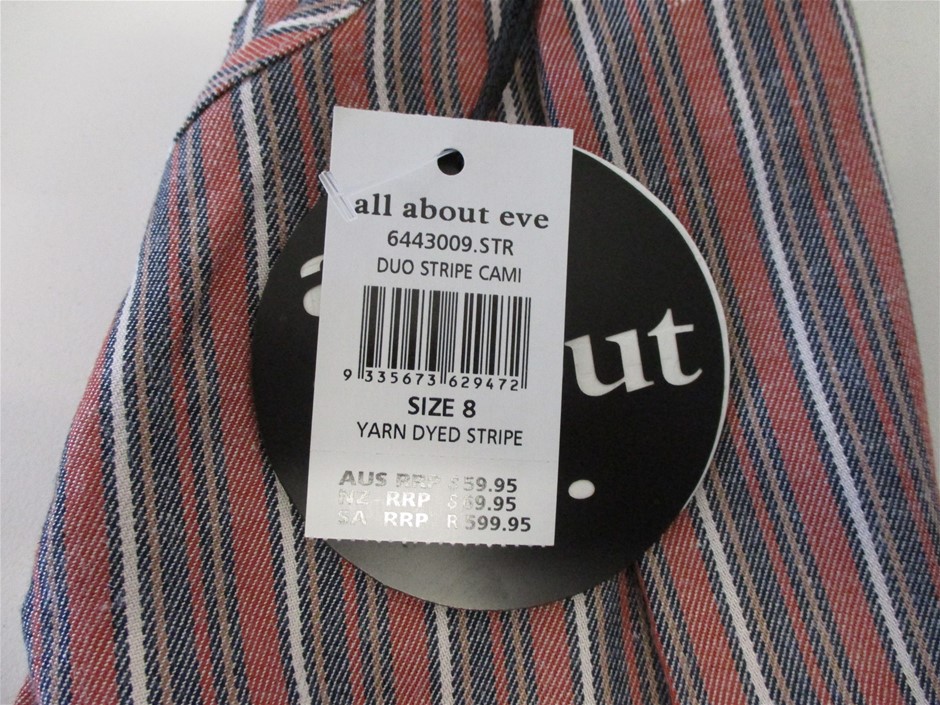 all about eve
6443009.STR
DUO STRIPE CAMI
9 335673 629472
SIZE 8
YARN DYED STRIPE
AUS RRP $59.95
NZ RRP $69.95
SA RRP R599.95
a
ut